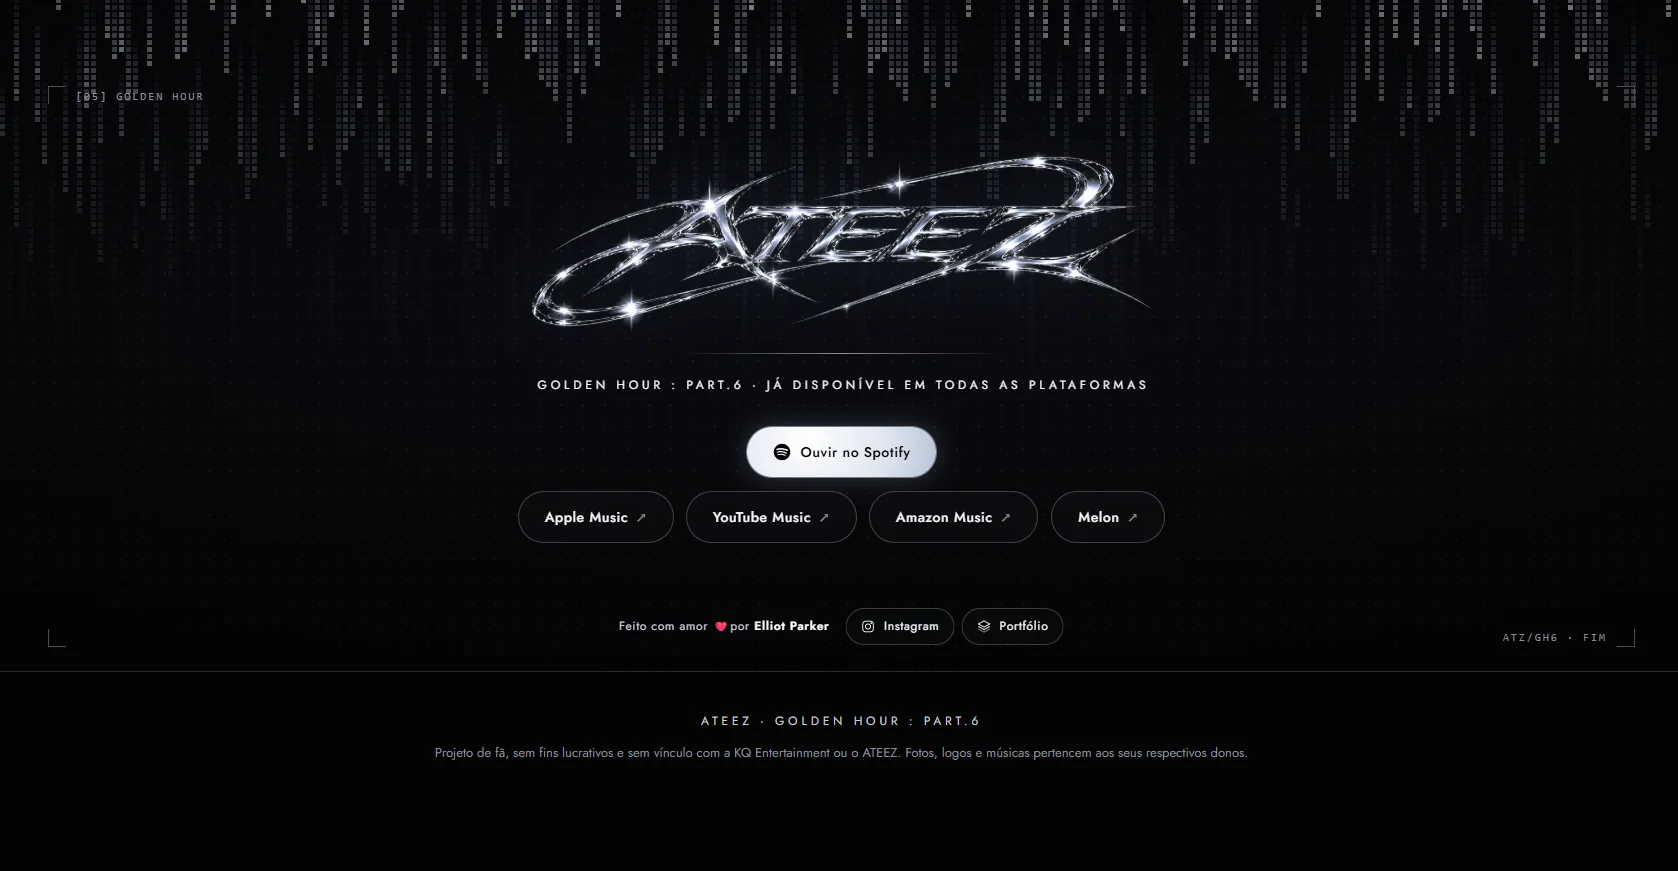 [05] GOLDEN HOUR
ATEEZ
GOLDEN HOUR : PART.6 · JÁ DISPONÍVEL EM TODAS AS PLATAFORMAS
Ouvir no Spotify
Apple Music ↗
YouTube Music ↗
Amazon Music ↗
Melon ↗
Feito com amor ❤ por Elliot Parker
Instagram
Portfólio
ATZ/GH6 · FIM
ATEEZ · GOLDEN HOUR : PART.6
Projeto de fã, sem fins lucrativos e sem vínculo com a KQ Entertainment ou o ATEEZ. Fotos, logos e músicas pertencem aos seus respectivos donos.